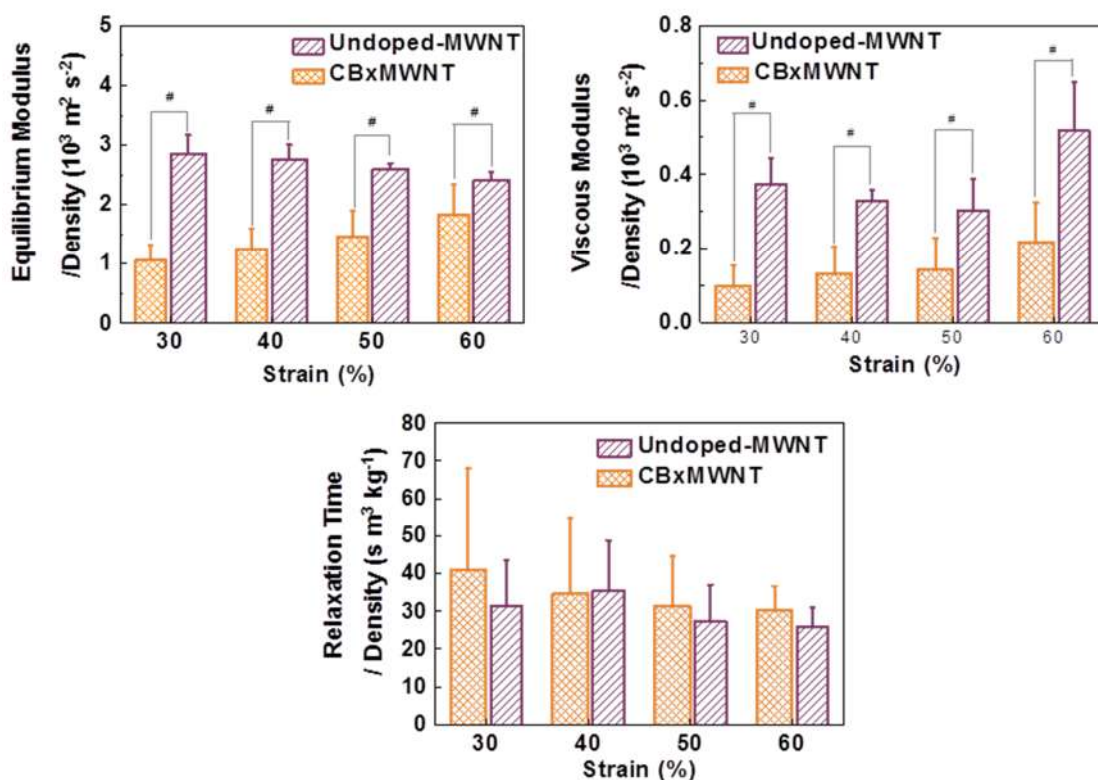 5
4
3
2
1
0
Equilibrium Modulus
/Density (10³ m² s⁻²)
Undoped-MWNT
CBxMWNT
#
#
#
#
30 40 50 60
Strain (%)
0.8
0.6
0.4
0.2
0.0
Viscous Modulus
/Density (10³ m² s⁻²)
Undoped-MWNT
CBxMWNT
#
#
#
#
30 40 50 60
Strain (%)
80
70
60
50
40
30
20
10
0
Relaxation Time
/ Density (s m³ kg⁻¹)
Undoped-MWNT
CBxMWNT
30 40 50 60
Strain (%)